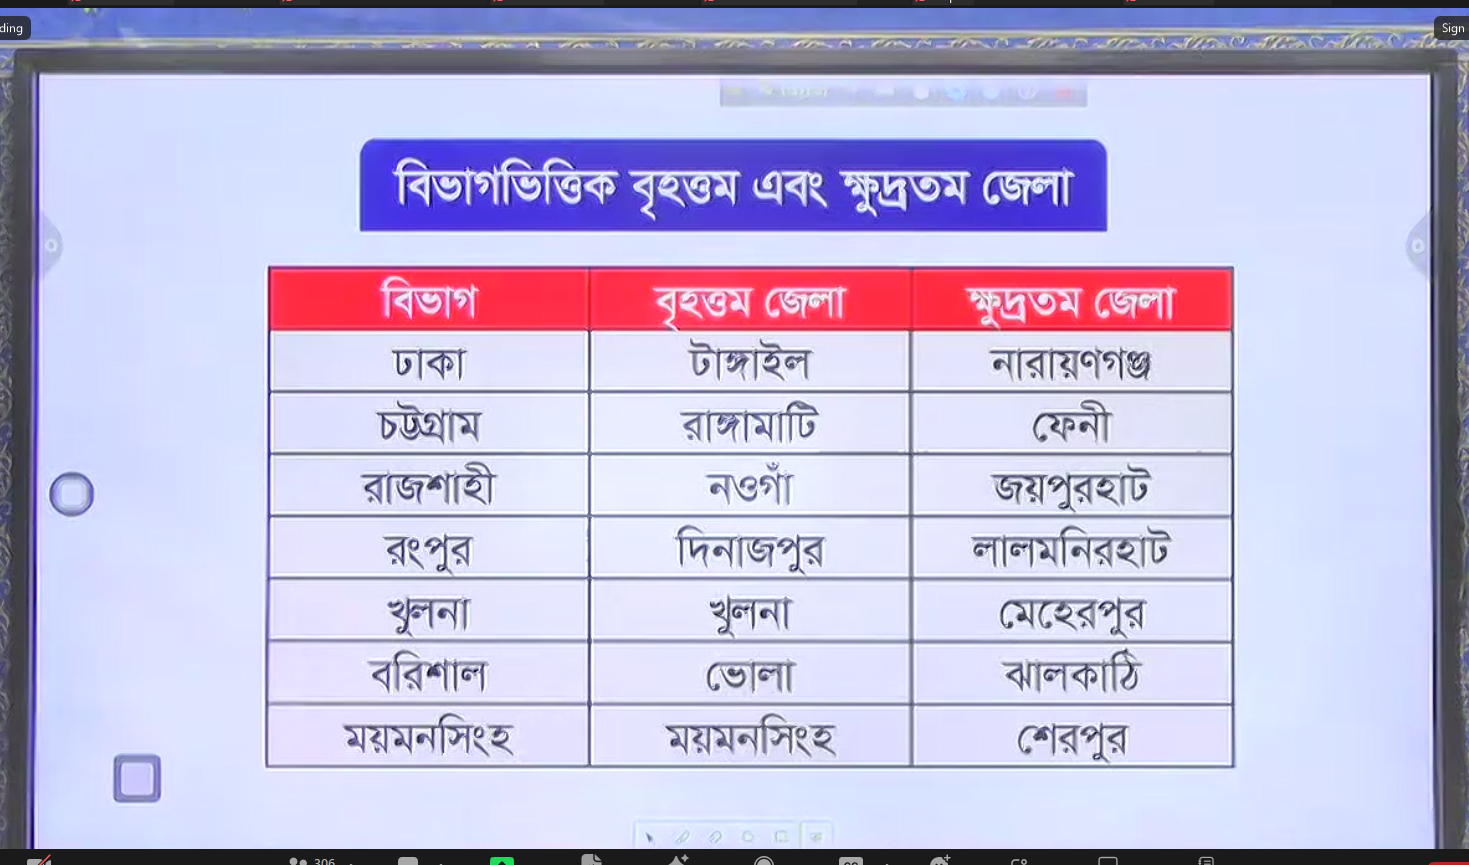 ding
Sign
বিভাগভিত্তিক বৃহত্তম এবং ক্ষুদ্রতম জেলা
বিভাগ বৃহত্তম জেলা ক্ষুদ্রতম জেলা
ঢাকা টাঙ্গাইল নারায়ণগঞ্জ
চট্টগ্রাম রাঙ্গামাটি ফেনী
রাজশাহী নওগাঁ জয়পুরহাট
রংপুর দিনাজপুর লালমনিরহাট
খুলনা খুলনা মেহেরপুর
বরিশাল ভোলা ঝালকাঠি
ময়মনসিংহ ময়মনসিংহ শেরপুর
306